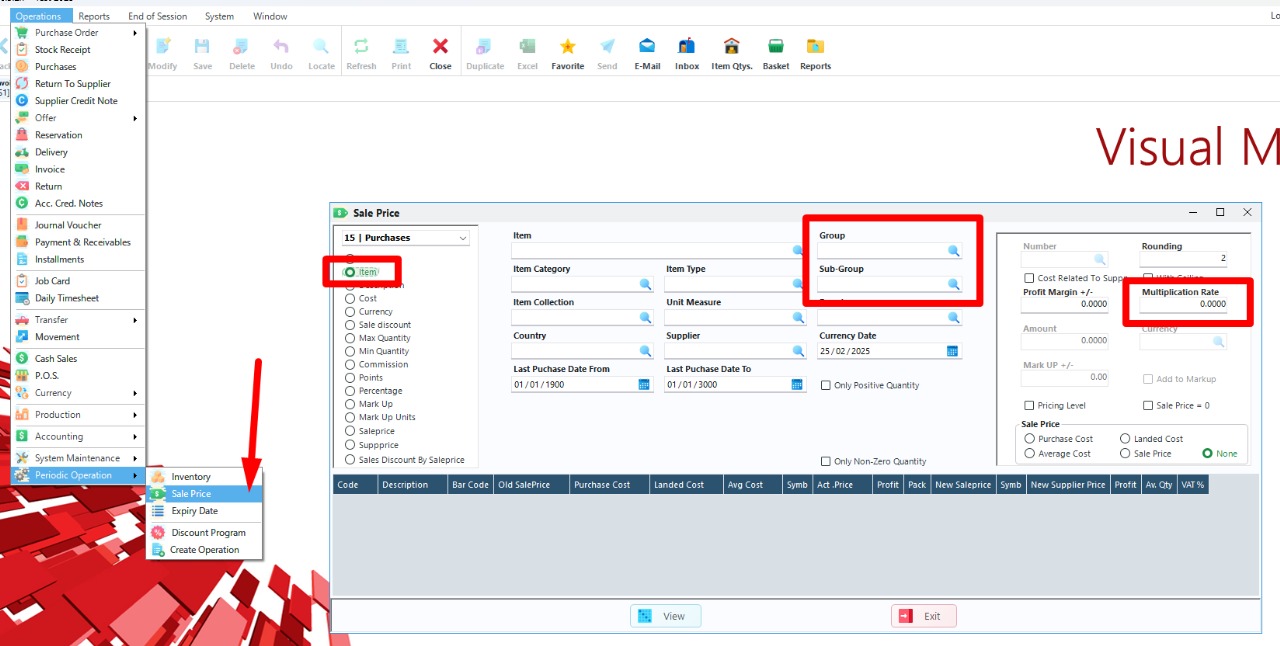 Operations Reports End of Session System Window
Purchase Order
Stock Receipt
Purchases
Return To Supplier
Supplier Credit Note
Offer
Reservation
Delivery
Invoice
Return
Acc. Cred. Notes
Journal Voucher
Payment & Receivables
Installments
Job Card
Daily Timesheet
Transfer
Movement
Cash Sales
P.O.S.
Currency
Production
Accounting
System Maintenance
Periodic Operation
Inventory
Sale Price
Expiry Date
Discount Program
Create Operation
Modify Save Delete Undo Locate Refresh Print Close Duplicate Excel Favorite Send E-Mail Inbox Item Qtys. Basket Reports
Visual M
Sale Price
15 | Purchases
Item
Description
Cost
Currency
Sale discount
Max Quantity
Min Quantity
Commission
Points
Percentage
Mark Up
Mark Up Units
Saleprice
Suppprice
Sales Discount By Saleprice
Item Group
Item Category Item Type Sub-Group
Item Collection Unit Measure
Country Supplier Currency Date
25/02/2025
Last Puchase Date From Last Puchase Date To
01/01/1900 01/01/3000 Only Positive Quantity
Only Non-Zero Quantity
Number Rounding
2
Cost Related To Supp
Profit Margin +/- Multiplication Rate
0.0000 0.0000
Amount Currency
0.0000
Mark UP +/-
0.00 Add to Markup
Pricing Level Sale Price = 0
Sale Price
Purchase Cost Landed Cost
Average Cost Sale Price None
Code Description Bar Code Old SalePrice Purchase Cost Landed Cost Avg Cost Symb Act .Price Profit Pack New Saleprice Symb New Supplier Price Profit Av. Qty VAT %
View Exit